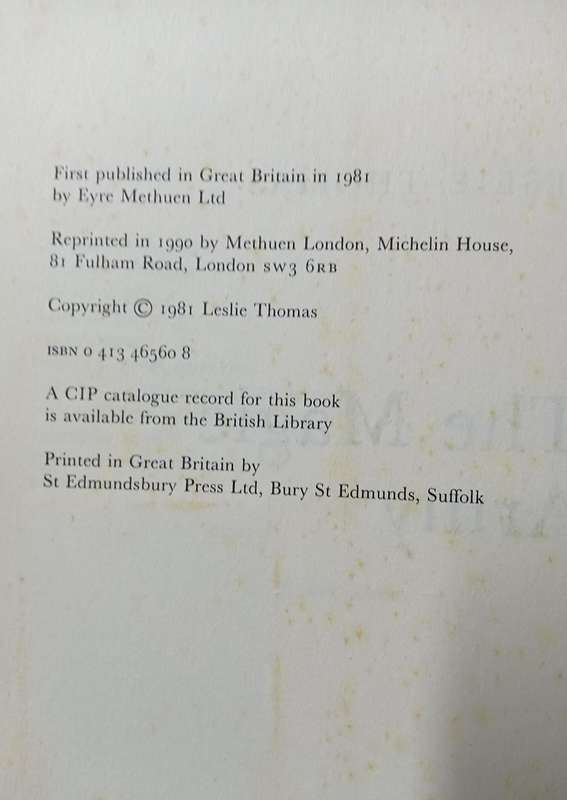 First published in Great Britain in 1981
by Eyre Methuen Ltd
Reprinted in 1990 by Methuen London, Michelin House,
81 Fulham Road, London SW3 6RB
Copyright © 1981 Leslie Thomas
ISBN 0 413 46560 8
A CIP catalogue record for this book
is available from the British Library
Printed in Great Britain by
St Edmundsbury Press Ltd, Bury St Edmunds, Suffolk
The Magic
Army